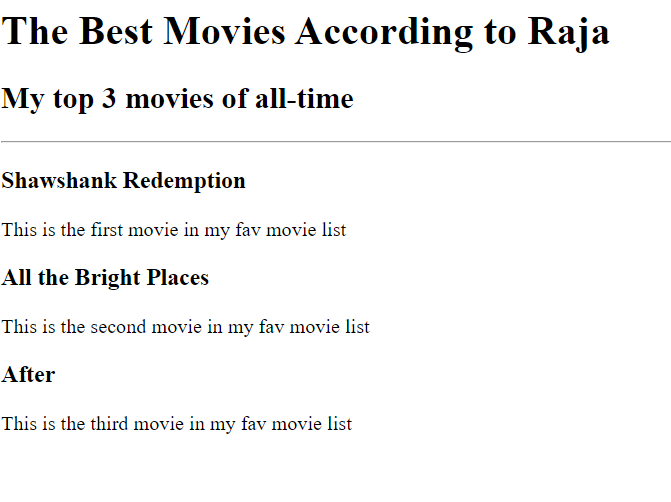 The Best Movies According to Raja
My top 3 movies of all-time
Shawshank Redemption
This is the first movie in my fav movie list
All the Bright Places
This is the second movie in my fav movie list
After
This is the third movie in my fav movie list